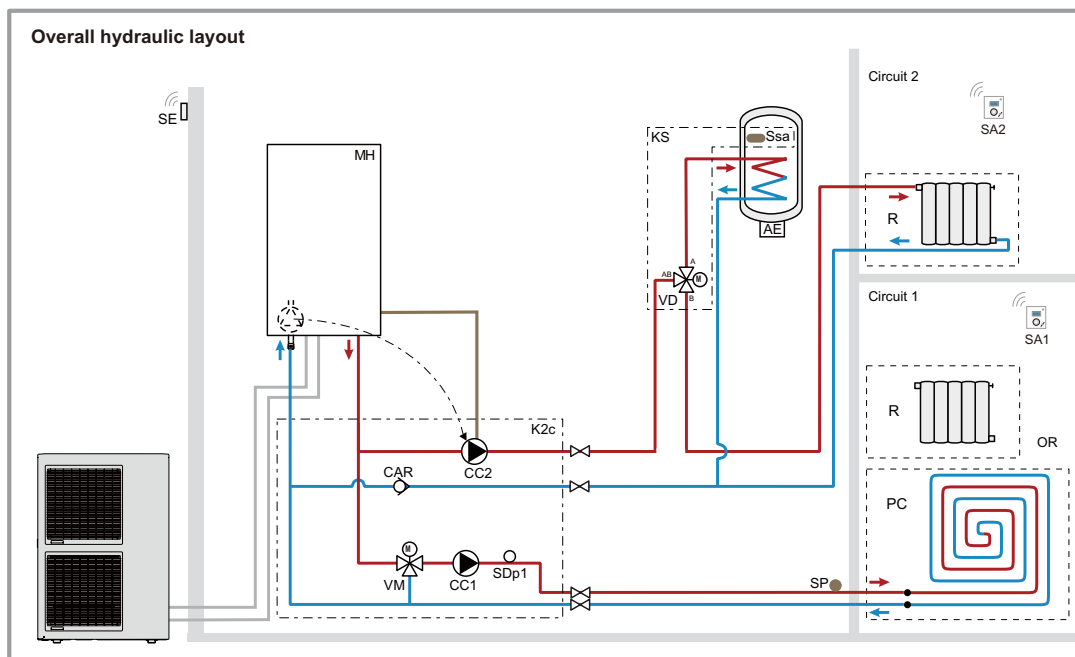 Overall hydraulic layout
Circuit 2
SE
SA2
KS
Ssa
MH
R
AE
A
AB
M
VD
B
Circuit 1
SA1
R
K2c
OR
CAR
CC2
PC
M
VM
CC1
SDp1
SP